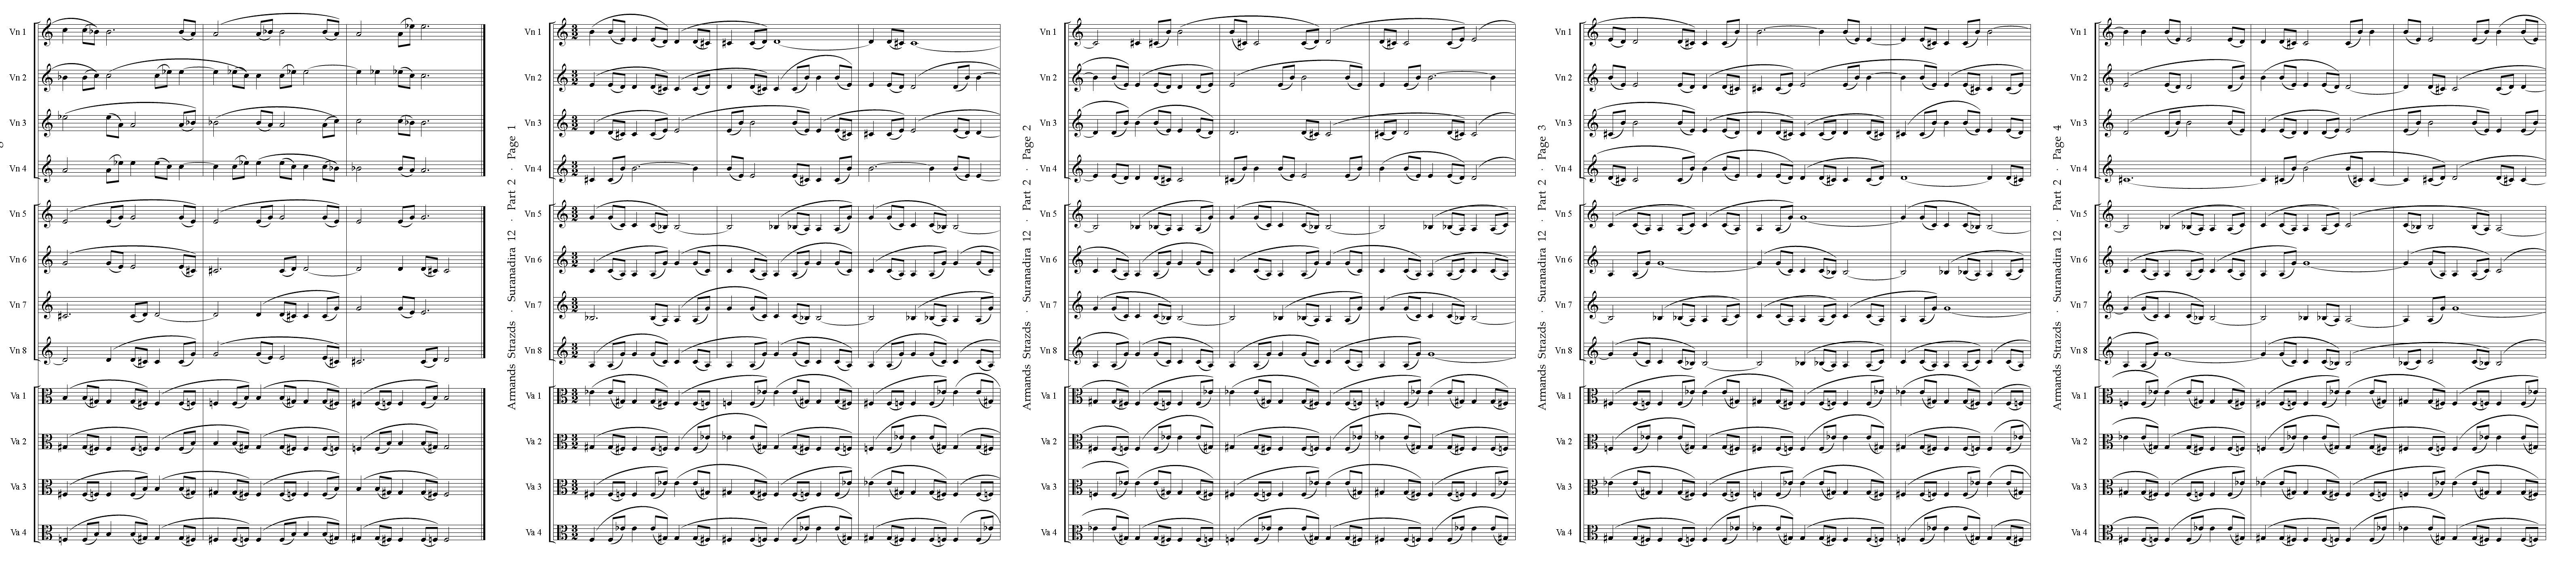 Vn 1
Vn 2
Vn 3
Vn 4
Vn 5
Vn 6
Vn 7
Vn 8
Va 1
Va 2
Va 3
Va 4
Armands Strazds · Suranadira 12 · Part 2 · Page 1
Vn 1
Vn 2
Vn 3
Vn 4
Vn 5
Vn 6
Vn 7
Vn 8
Va 1
Va 2
Va 3
Va 4
Armands Strazds · Suranadira 12 · Part 2 · Page 2
Vn 1
Vn 2
Vn 3
Vn 4
Vn 5
Vn 6
Vn 7
Vn 8
Va 1
Va 2
Va 3
Va 4
Armands Strazds · Suranadira 12 · Part 2 · Page 3
Vn 1
Vn 2
Vn 3
Vn 4
Vn 5
Vn 6
Vn 7
Vn 8
Va 1
Va 2
Va 3
Va 4
Armands Strazds · Suranadira 12 · Part 2 · Page 4
Vn 1
Vn 2
Vn 3
Vn 4
Vn 5
Vn 6
Vn 7
Vn 8
Va 1
Va 2
Va 3
Va 4